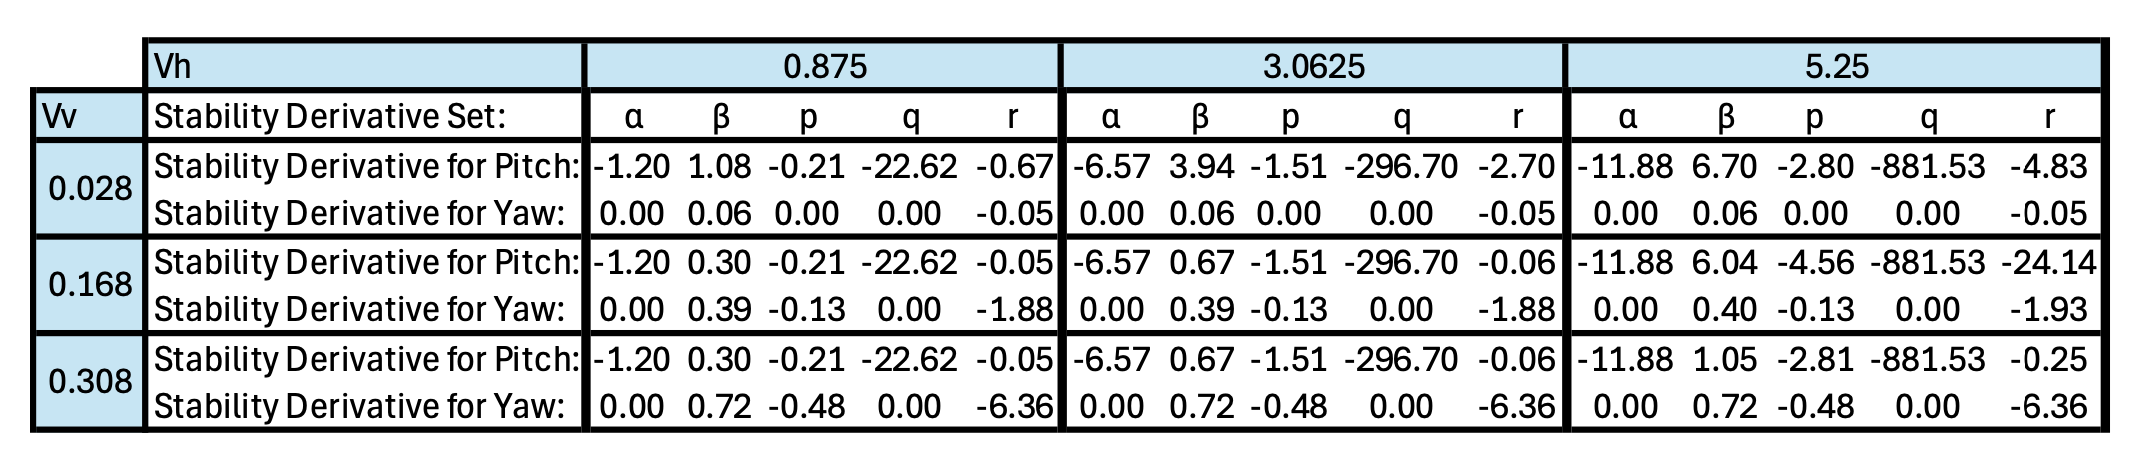 Vh 0.875 3.0625 5.25
Vv Stability Derivative Set: α β p q r α β p q r α β p q r
0.028 Stability Derivative for Pitch: -1.20 1.08 -0.21 -22.62 -0.67 -6.57 3.94 -1.51 -296.70 -2.70 -11.88 6.70 -2.80 -881.53 -4.83
Stability Derivative for Yaw: 0.00 0.06 0.00 0.00 -0.05 0.00 0.06 0.00 0.00 -0.05 0.00 0.06 0.00 0.00 -0.05
0.168 Stability Derivative for Pitch: -1.20 0.30 -0.21 -22.62 -0.05 -6.57 0.67 -1.51 -296.70 -0.06 -11.88 6.04 -4.56 -881.53 -24.14
Stability Derivative for Yaw: 0.00 0.39 -0.13 0.00 -1.88 0.00 0.39 -0.13 0.00 -1.88 0.00 0.40 -0.13 0.00 -1.93
0.308 Stability Derivative for Pitch: -1.20 0.30 -0.21 -22.62 -0.05 -6.57 0.67 -1.51 -296.70 -0.06 -11.88 1.05 -2.81 -881.53 -0.25
Stability Derivative for Yaw: 0.00 0.72 -0.48 0.00 -6.36 0.00 0.72 -0.48 0.00 -6.36 0.00 0.72 -0.48 0.00 -6.36